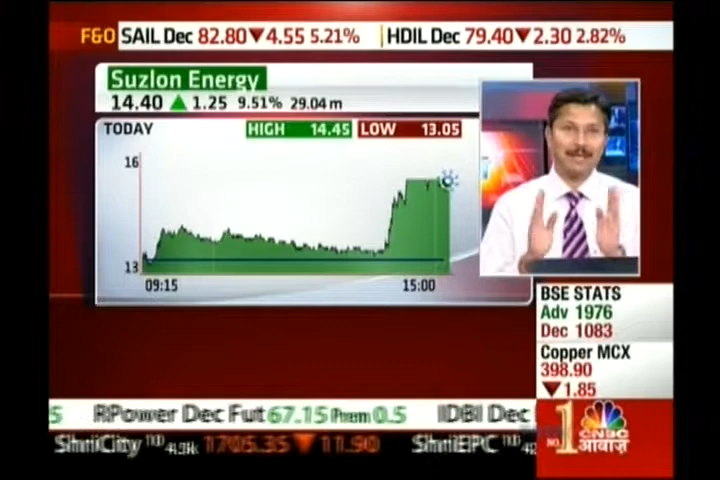 F&O SAIL Dec 82.80▼4.55 5.21% HDIL Dec 79.40▼2.30 2.82%
Suzlon Energy
14.40 ▲ 1.25 9.51% 29.04 m
TODAY HIGH 14.45 LOW 13.05
16
13
09:15 15:00
BSE STATS
Adv 1976
Dec 1083
Copper MCX
398.90
▼1.85
5 RPower Dec Fut 67.15 Prem 0.5 IDBI Dec
1705.35 ▼ 11.90
NO. 1 CNBC
आवाज़